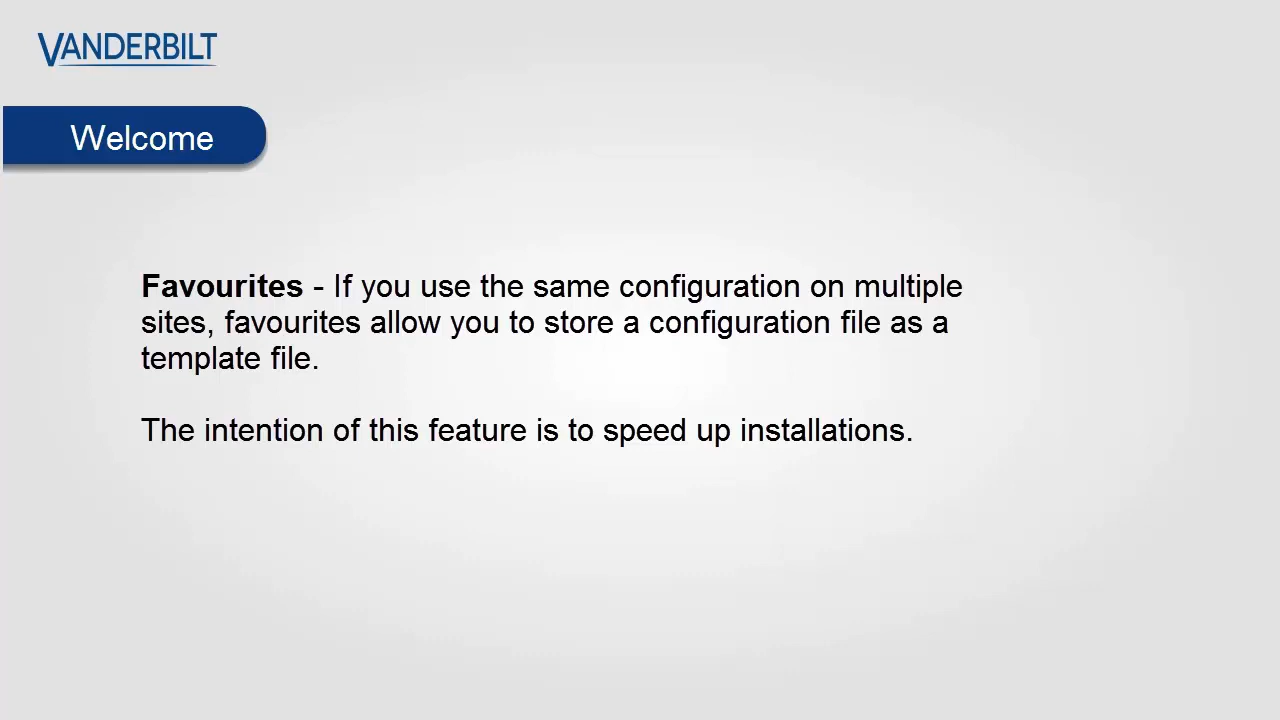 VANDERBILT
Welcome
Favourites - If you use the same configuration on multiple
sites, favourites allow you to store a configuration file as a
template file.
The intention of this feature is to speed up installations.